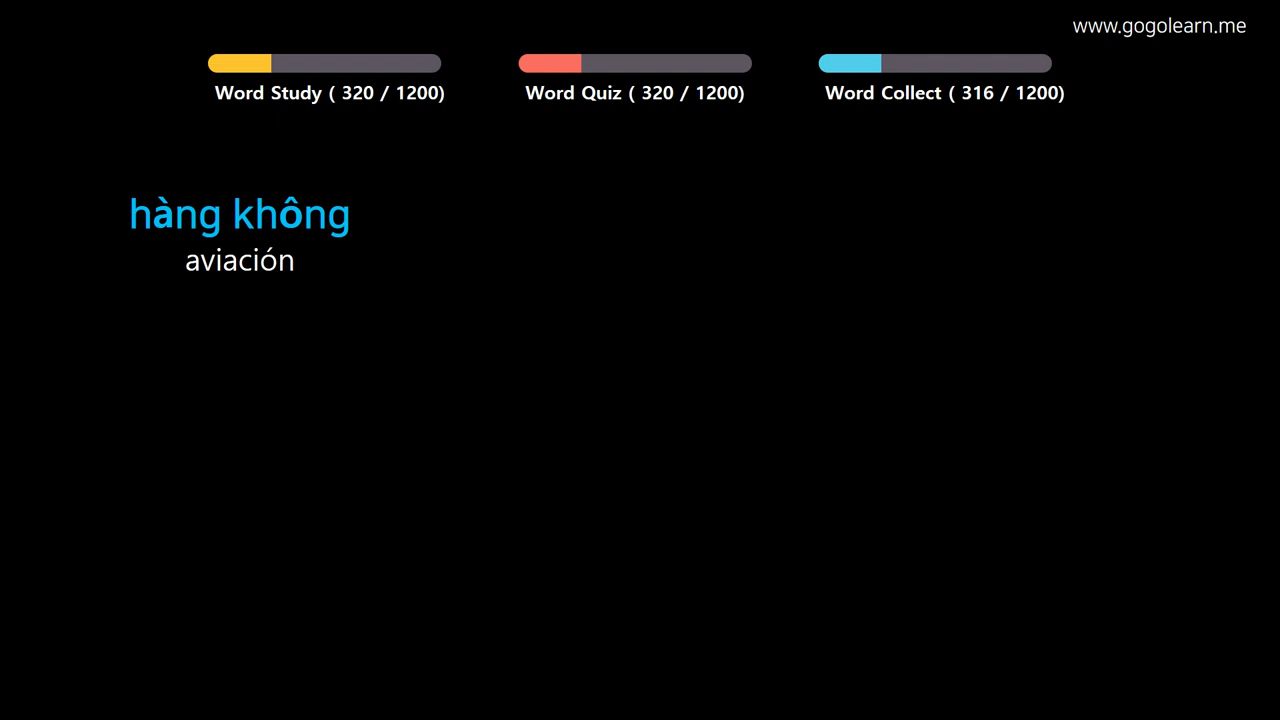 www.gogolearn.me
Word Study ( 320 / 1200)
Word Quiz ( 320 / 1200)
Word Collect ( 316 / 1200)
hàng không
aviación